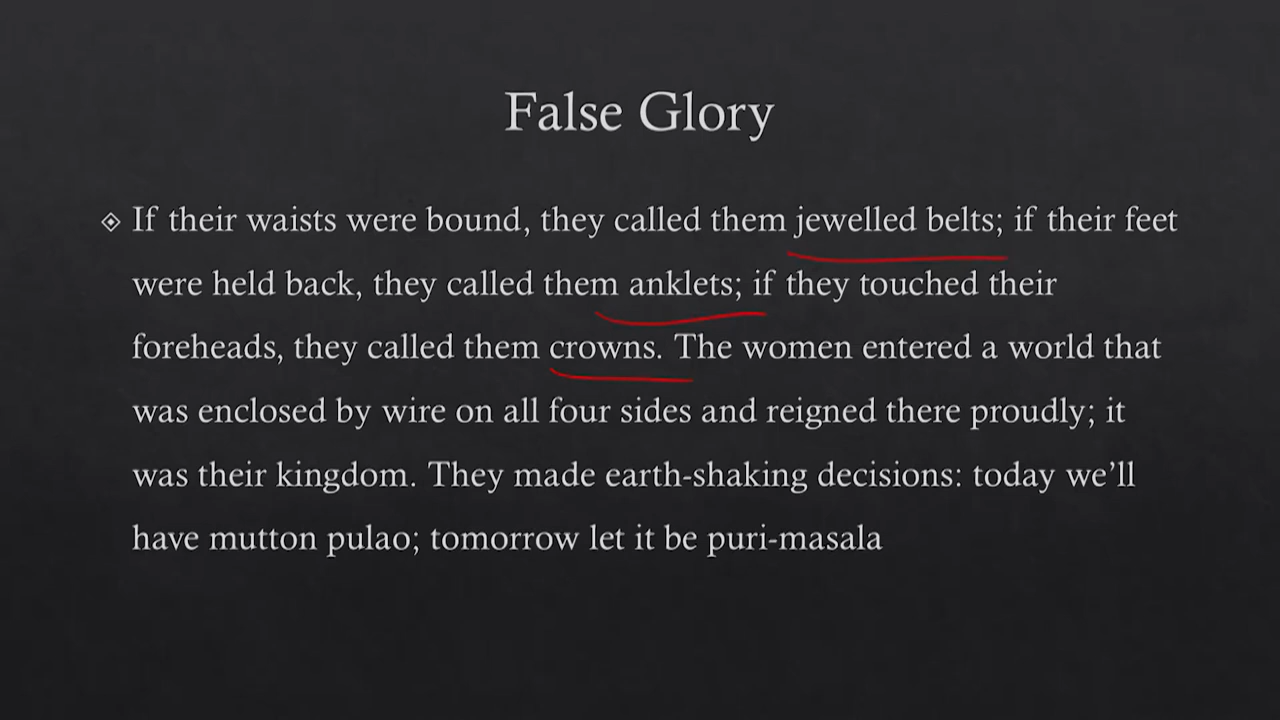 False Glory
If their waists were bound, they called them jewelled belts; if their feet
were held back, they called them anklets; if they touched their
foreheads, they called them crowns. The women entered a world that
was enclosed by wire on all four sides and reigned there proudly; it
was their kingdom. They made earth-shaking decisions: today we’ll
have mutton pulao; tomorrow let it be puri-masala